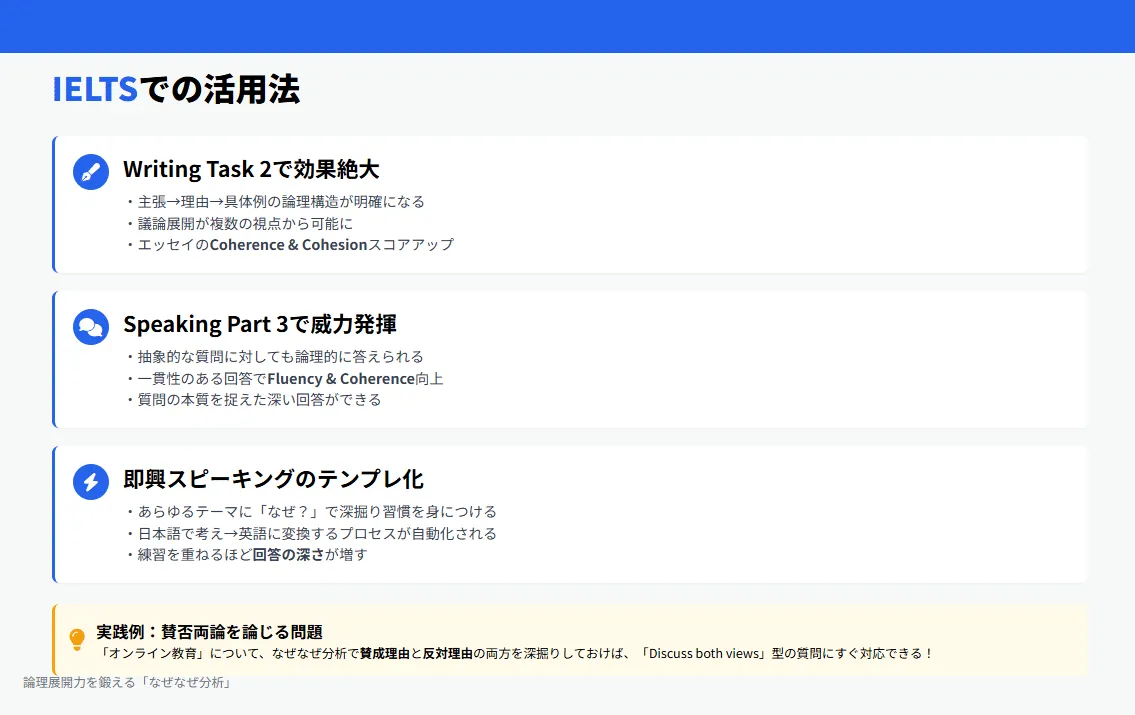 IELTSでの活用法
Writing Task 2で効果絶大
・主張→理由→具体例の論理構造が明確になる
・議論展開が複数の視点から可能に
・エッセイのCoherence & Cohesionスコアアップ
Speaking Part 3で威力発揮
・抽象的な質問に対しても論理的に答えられる
・一貫性のある回答でFluency & Coherence向上
・質問の本質を捉えた深い回答ができる
即興スピーキングのテンプレ化
・あらゆるテーマに「なぜ？」で深掘り習慣を身につける
・日本語で考え→英語に変換するプロセスが自動化される
・練習を重ねるほど回答の深さが増す
実践例：賛否両論を論じる問題
「オンライン教育」について、なぜなぜ分析で賛成理由と反対理由の両方を深掘りしておけば、「Discuss both views」型の質問にすぐ対応できる！
論理展開力を鍛える「なぜなぜ分析」